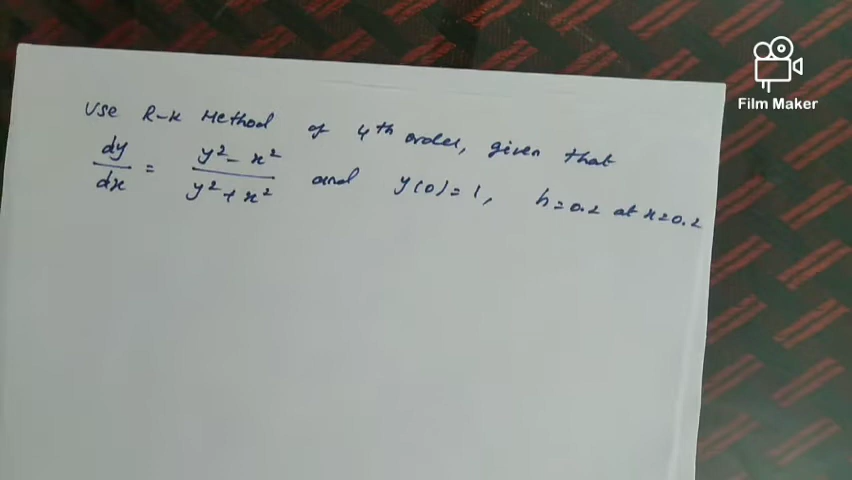 Use R-K Method of 4th order, given that
dy/dx = y² - x² / y² + x² and y(0) = 1, h = 0.2 at x = 0.2
Film Maker